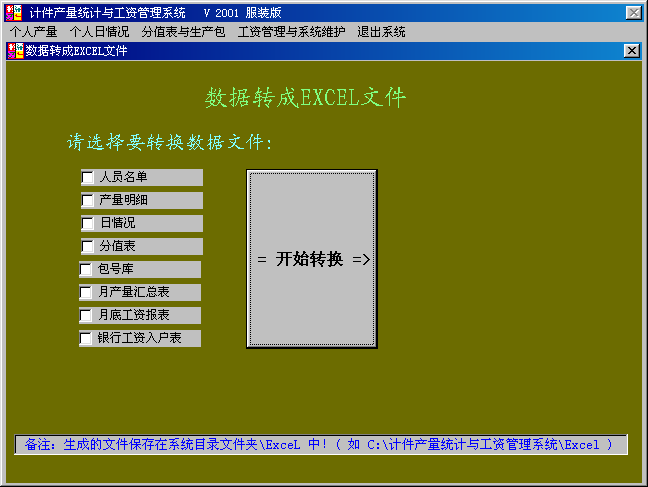 计件产量统计与工资管理系统 V 2001 服装版
个人产量 个人日情况 分值表与生产包 工资管理与系统维护 退出系统
数据转成EXCEL文件
数据转成EXCEL文件
请选择要转换数据文件:
人员名单
产量明细
日情况
分值表
包号库
月产量汇总表
月底工资报表
银行工资入户表
= 开始转换 =>
备注: 生成的文件保存在系统目录文件夹\ExceL 中! ( 如 C:\计件产量统计与工资管理系统\Excel )